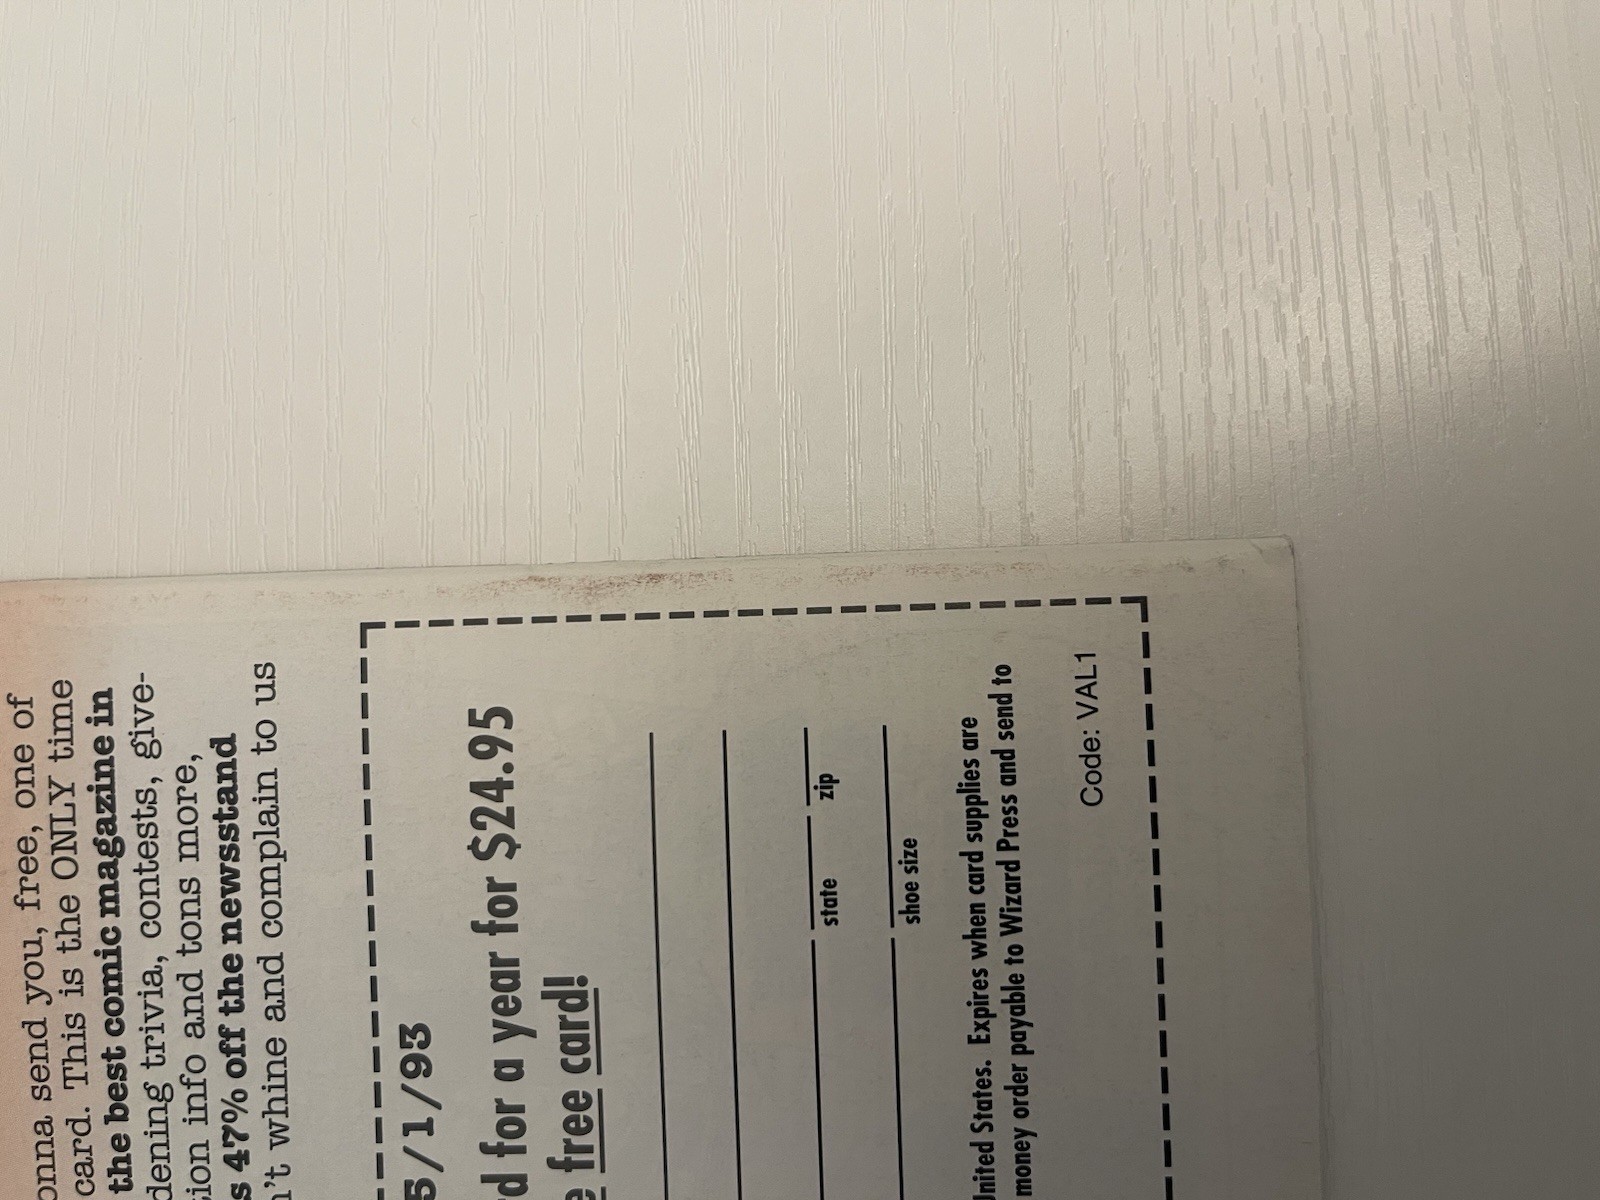 onna send you, free, one of
card. This is the ONLY time
the best comic magazine in
dening trivia, contests, give-
ion info and tons more,
s 47% off the newsstand
n't whine and complain to us
5/1/93
d for a year for $24.95
e free card!
state zip
shoe size
United States. Expires when card supplies are
money order payable to Wizard Press and send to
Code: VAL1